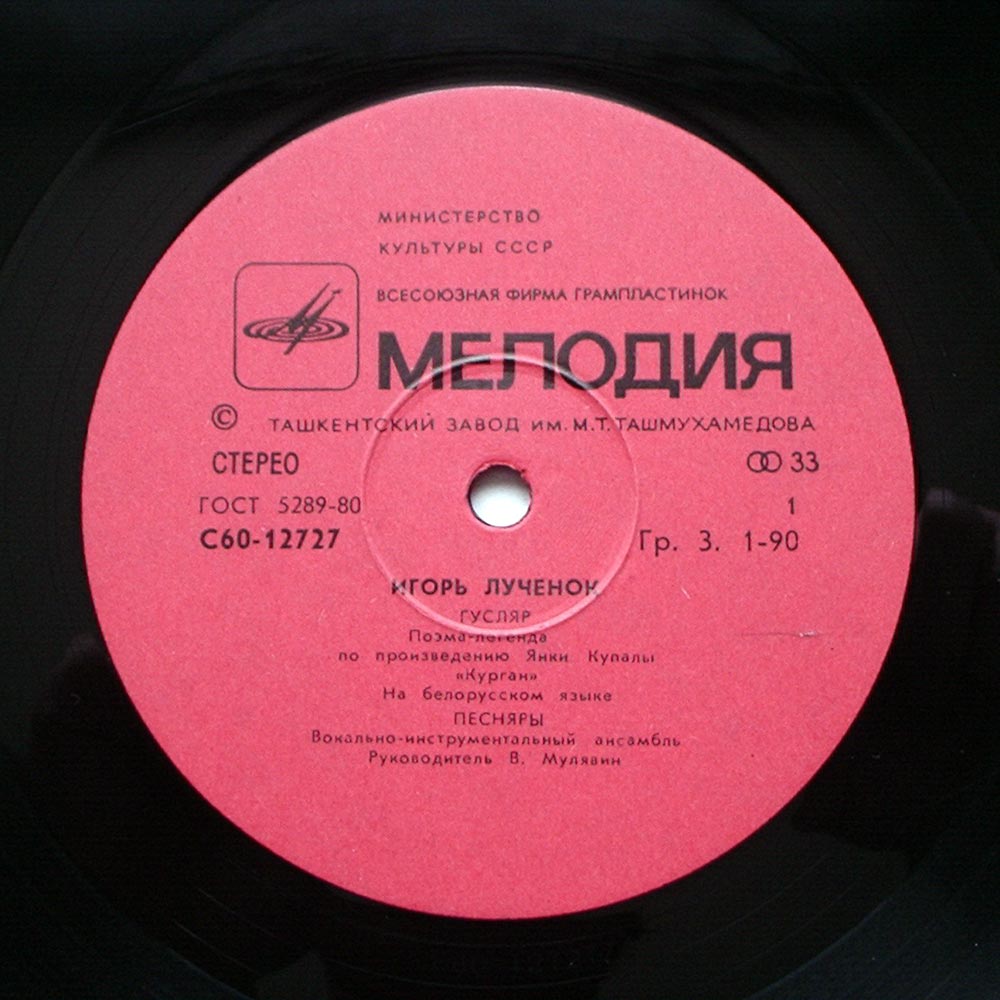 МИНИСТЕРСТВО
КУЛЬТУРЫ СССР
ВСЕСОЮЗНАЯ ФИРМА ГРАМПЛАСТИНОК
МЕЛОДИЯ
© ТАШКЕНТСКИЙ ЗАВОД ИМ. М.Т. ТАШМУХАМЕДОВА
СТЕРЕО 33
ГОСТ 5289-80 1
С60-12727 Гр. 3. 1-90
ИГОРЬ ЛУЧЕНОК
ГУСЛЯР
Поэма-легенда
по произведению Янки Купалы
«Курган»
На белорусском языке
ПЕСНЯРЫ
Вокально-инструментальный ансамбль
Руководитель В. Мулявин